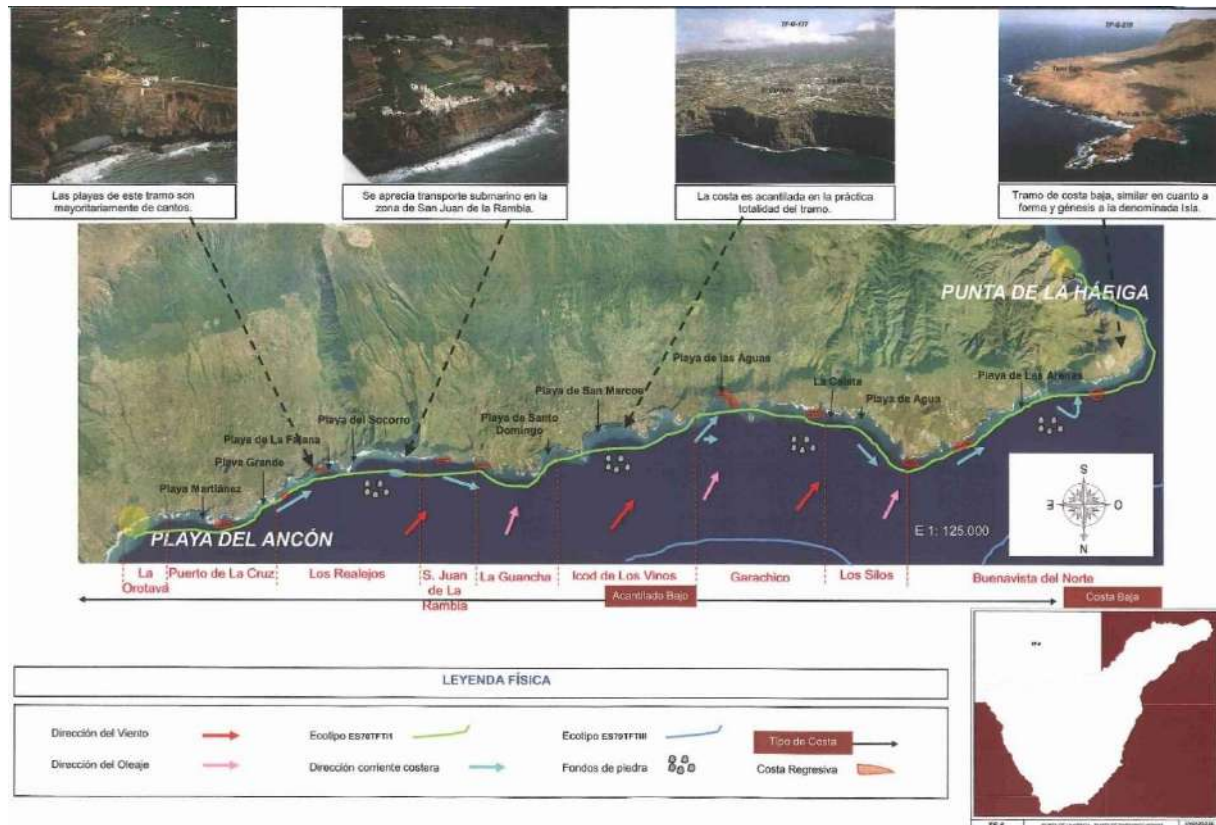 TF-G-177
TF-G-219
Las playas de este tramo son
mayoritariamente de cantos.
Se aprecia transporte submarino en la
zona de San Juan de la Rambla.
La costa es acantilada en la práctica
totalidad del tramo.
Tramo de costa baja, similar en cuanto a
forma y génesis a la denominada Isla.
PUNTA DE LA HÁBIGA
Playa de las Aguas
La Caleta
Playa de Las Arenas
Playa de San Marcos
Playa de Agua
Playa del Socorro
Playa de Santo
Domingo
Playa de La Fajana
Playa Grande
Playa Martiánez
PLAYA DEL ANCÓN
S
E
O
N
E 1: 125.000
La
Orotava
Puerto de La Cruz
Los Realejos
S. Juan
de La
Rambla
La Guancha
Icod de Los Vinos
Garachico
Los Silos
Buenavista del Norte
Acantilado Bajo
Costa Baja
LEYENDA FÍSICA
Dirección del Viento
Ecotipo ES70TFTI1
Ecotipo ES70TFTIII
Tipo de Costa
Dirección del Oleaje
Dirección corriente costera
Fondos de piedra
Costa Regresiva